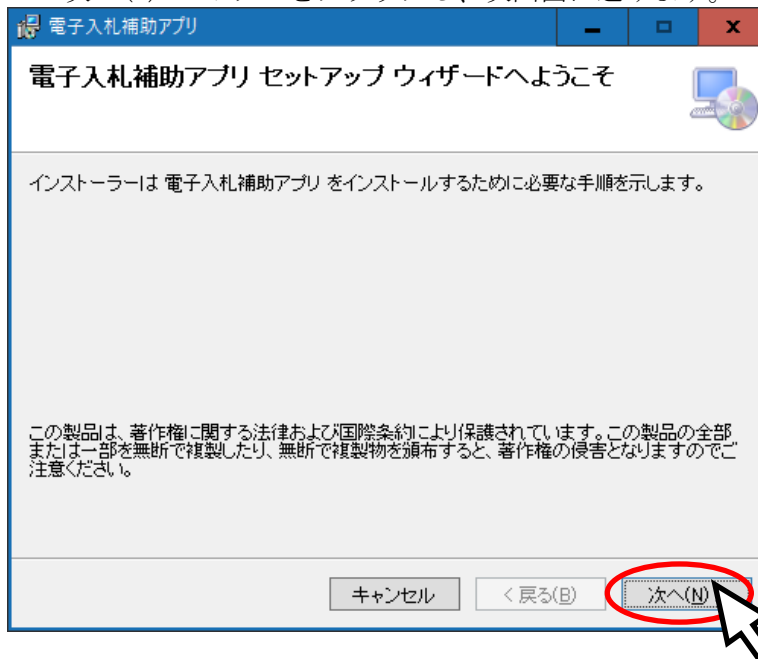 電子入札補助アプリ
電子入札補助アプリ セットアップ ウィザードへようこそ
インストーラーは 電子入札補助アプリ をインストールするために必要な手順を示します。
この製品は、著作権に関する法律および国際条約により保護されています。この製品の全部
または一部を無断で複製したり、無断で複製物を頒布すると、著作権の侵害となりますのでご
注意ください。
キャンセル
< 戻る(B)
次へ(N)